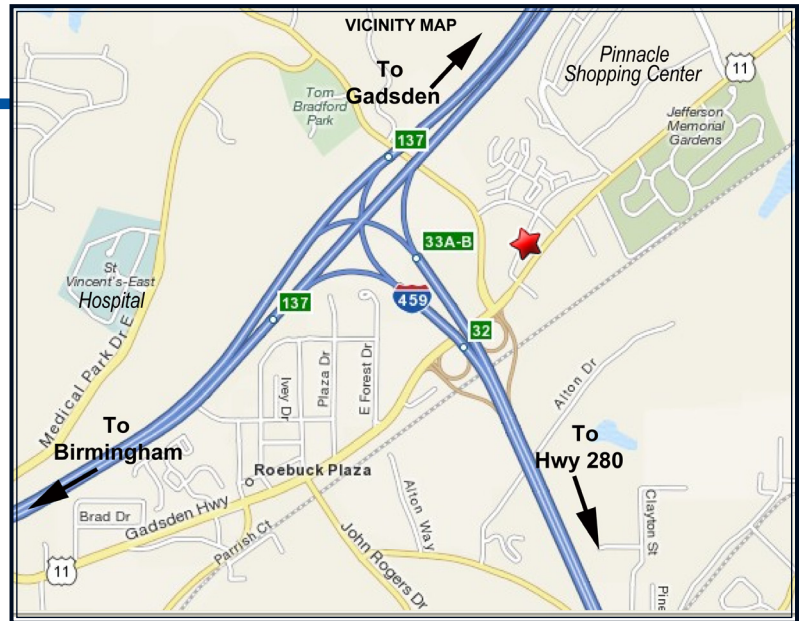 VICINITY MAP
To
Gadsden
Pinnacle
Shopping Center
11
Tom
Bradford
Park
Jefferson
Memorial
Gardens
137
33A-B
St
Vincent's-East
Hospital
137
459
32
Medical Park Dr E
Ivey Dr
Plaza Dr
E Forest Dr
Alton Dr
To
Birmingham
To
Hwy 280
Roebuck Plaza
Brad Dr
Gadsden Hwy
Alton Way
Clayton St
Parrish Ct
John Rogers Dr
11
Pine